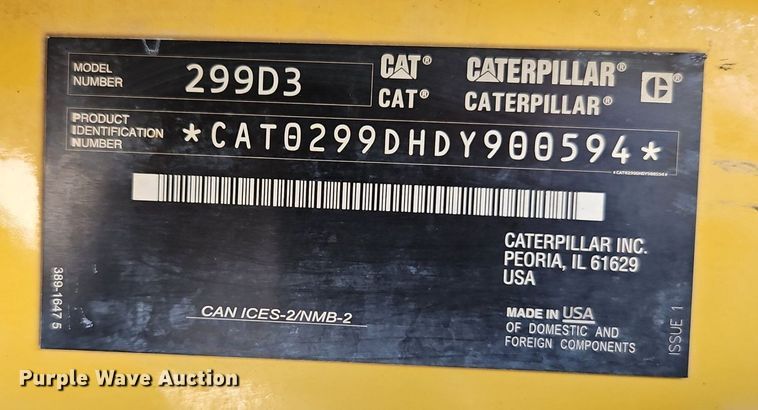 MODEL NUMBER 299D3
CAT® CATERPILLAR® C®
CAT® CATERPILLAR®
PRODUCT IDENTIFICATION NUMBER *CAT0299DHDY900594*
*CAT0299DHDY900594*
CATERPILLAR INC.
PEORIA, IL 61629
USA
389-1647 5
CAN ICES-2/NMB-2
MADE IN USA
OF DOMESTIC AND
FOREIGN COMPONENTS
ISSUE 1
Purple Wave Auction